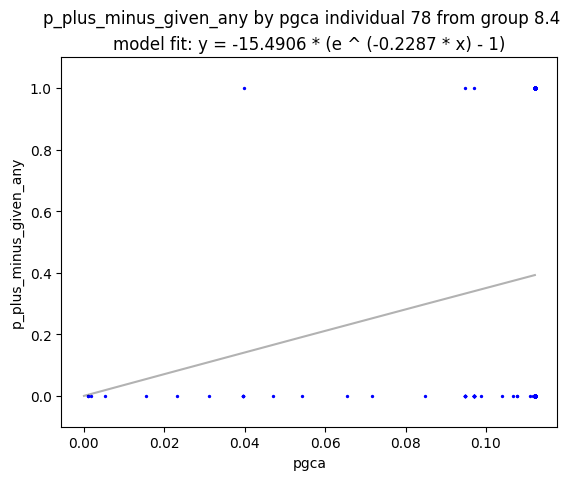 p_plus_minus_given_any by pgca individual 78 from group 8.4
model fit: y = -15.4906 * (e ^ (-0.2287 * x) - 1)
1.0
0.8
0.6
0.4
0.2
0.0
p_plus_minus_given_any
0.00 0.02 0.04 0.06 0.08 0.10
pgca